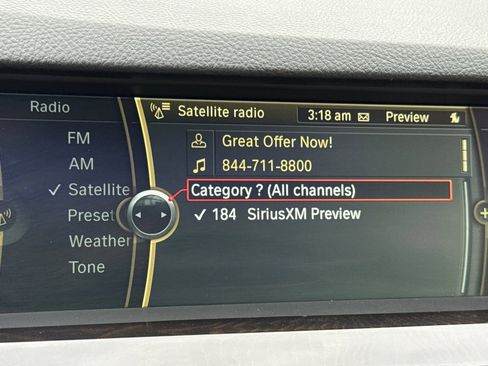 Radio
FM
AM
✓ Satellite
Preset
Weather
Tone
Satellite radio 3:18 am Preview
Great Offer Now!
844-711-8800
Category ? (All channels)
✓ 184 SiriusXM Preview